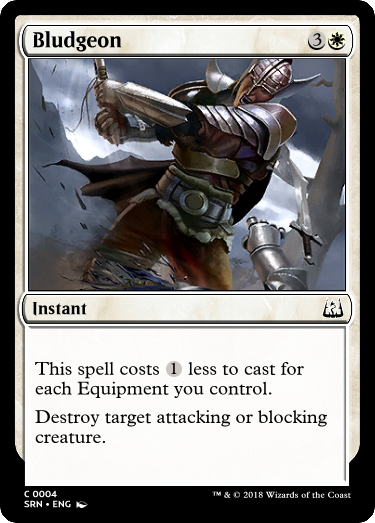 Bludgeon 3
Instant
This spell costs 1 less to cast for
each Equipment you control.
Destroy target attacking or blocking
creature.
C 0004
SRN • ENG
™ & © 2018 Wizards of the Coast